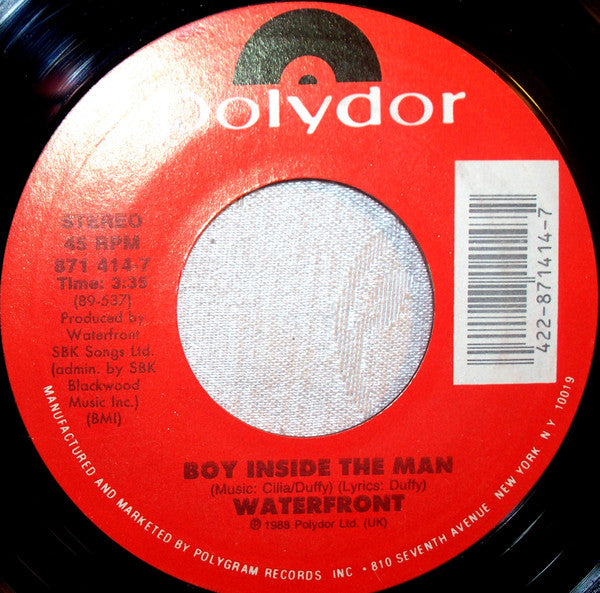 polydor
STEREO
45 RPM
871 414-7
Time: 3:35
(89-537)
Produced by
Waterfront
SBK Songs Ltd.
(admin. by SBK
Blackwood
Music Inc.)
(BMI)
422-871414-7
BOY INSIDE THE MAN
(Music: Cilia/Duffy) (Lyrics: Duffy)
WATERFRONT
℗ 1988 Polydor Ltd. (UK)
MANUFACTURED AND MARKETED BY POLYGRAM RECORDS INC • 810 SEVENTH AVENUE NEW YORK, N Y 10019